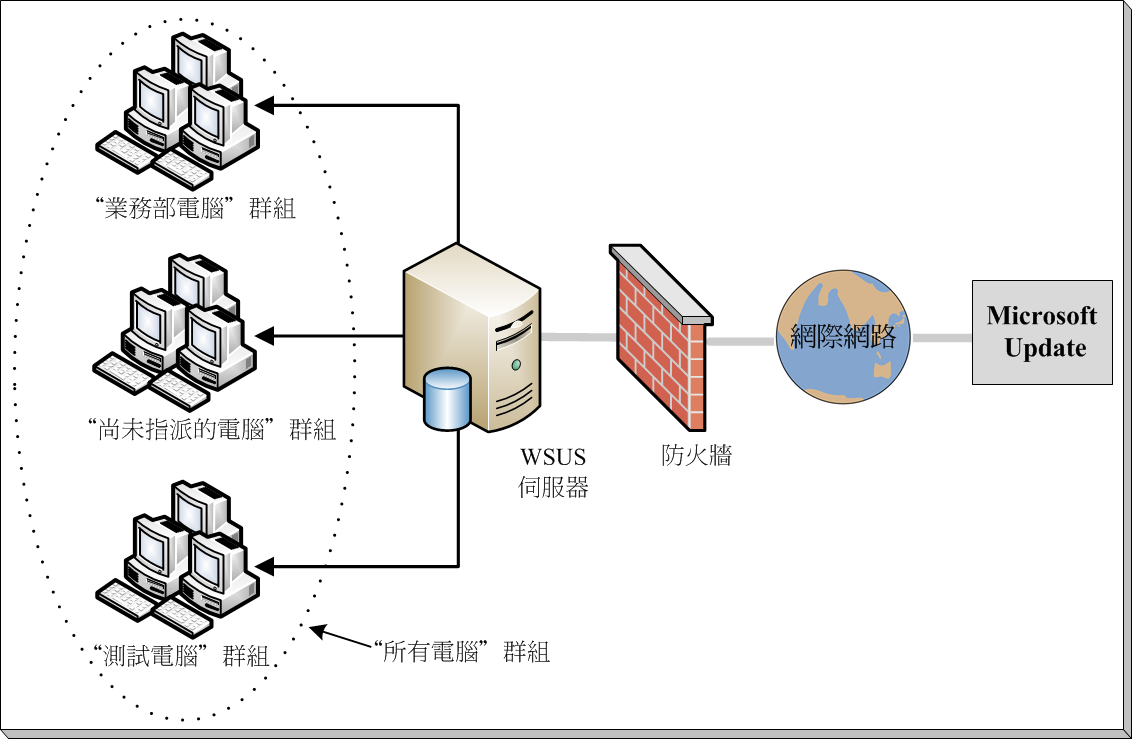 “業務部電腦” 群組
“尚未指派的電腦” 群組
“測試電腦” 群組
“所有電腦” 群組
WSUS
伺服器
防火牆
網際網路
Microsoft
Update